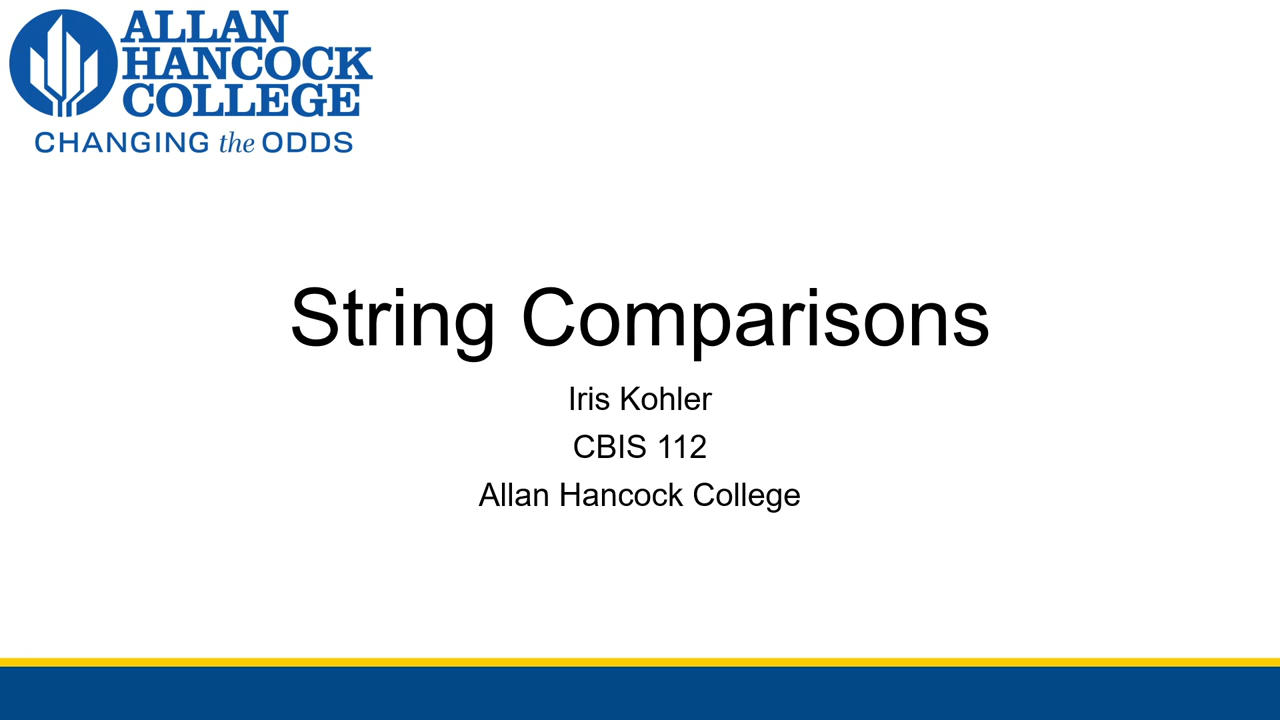 ALLAN
HANCOCK
COLLEGE
CHANGING the ODDS
String Comparisons
Iris Kohler
CBIS 112
Allan Hancock College